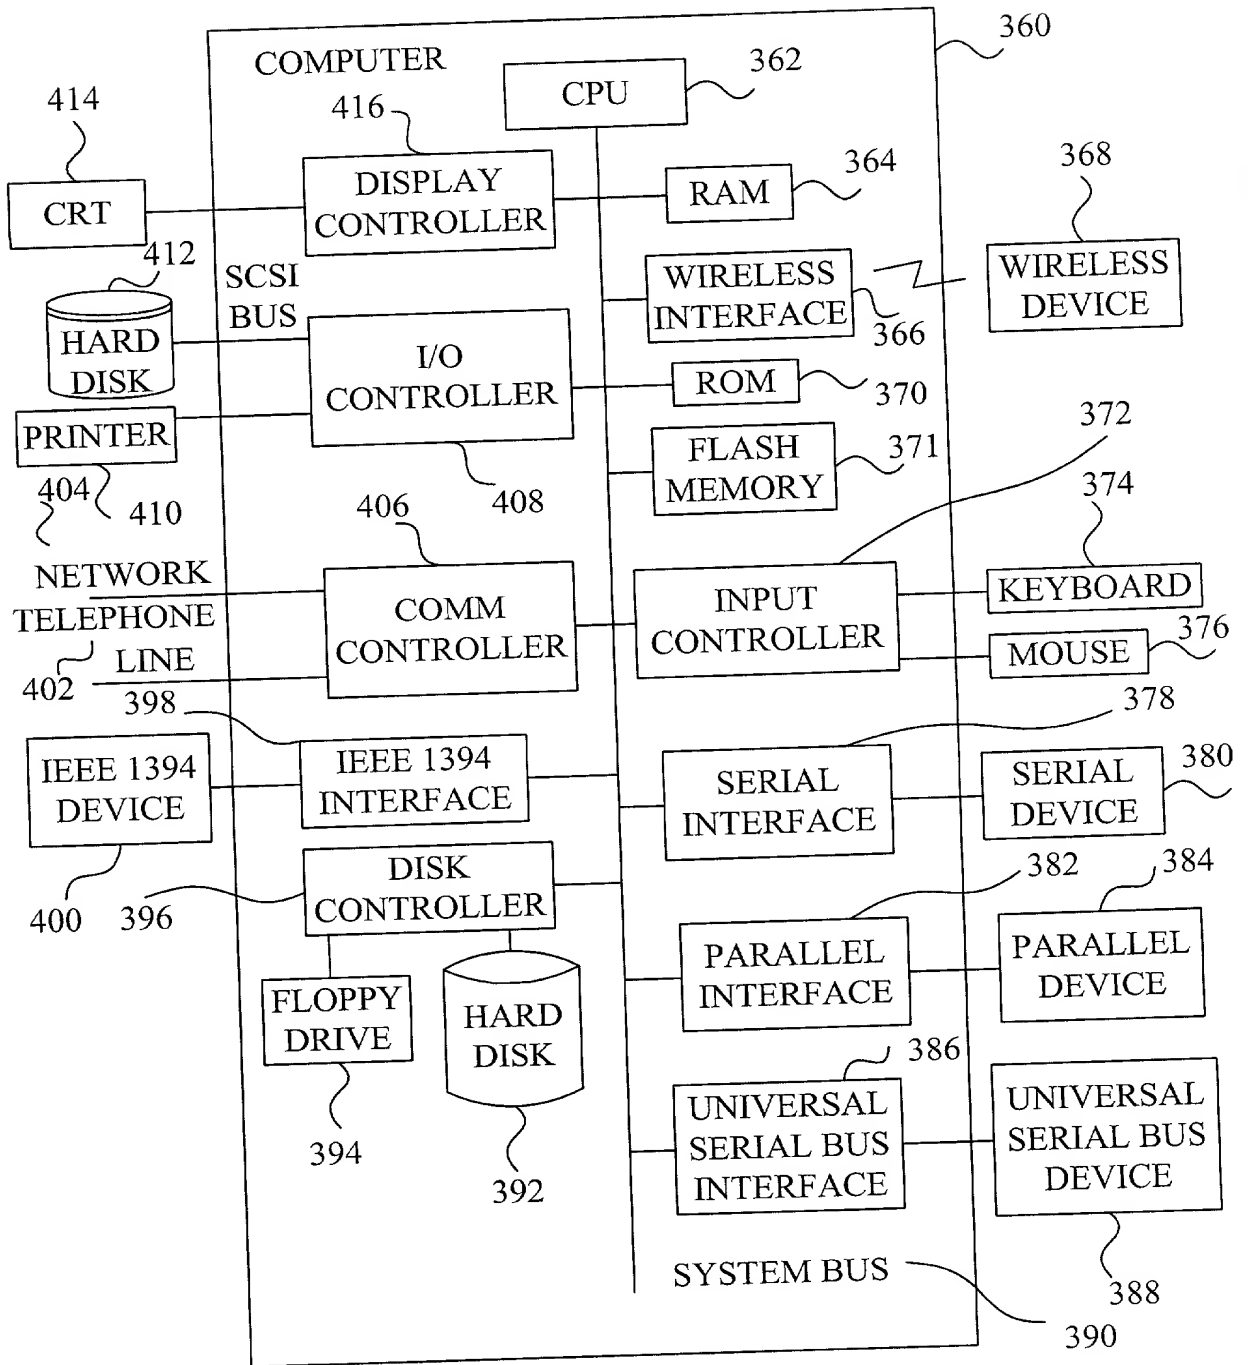 360
COMPUTER
362
CPU
414
416
364
368
CRT
DISPLAY
CONTROLLER
RAM
412
SCSI
BUS
WIRELESS
INTERFACE
366
WIRELESS
DEVICE
HARD
DISK
I/O
CONTROLLER
ROM
370
372
PRINTER
FLASH
MEMORY
371
404
410
406
408
374
NETWORK
TELEPHONE
LINE
402
COMM
CONTROLLER
INPUT
CONTROLLER
KEYBOARD
MOUSE
376
398
378
IEEE 1394
DEVICE
IEEE 1394
INTERFACE
SERIAL
INTERFACE
SERIAL
DEVICE
380
400
396
DISK
CONTROLLER
382
384
FLOPPY
DRIVE
HARD
DISK
PARALLEL
INTERFACE
PARALLEL
DEVICE
394
392
386
UNIVERSAL
SERIAL BUS
INTERFACE
UNIVERSAL
SERIAL BUS
DEVICE
SYSTEM BUS
388
390